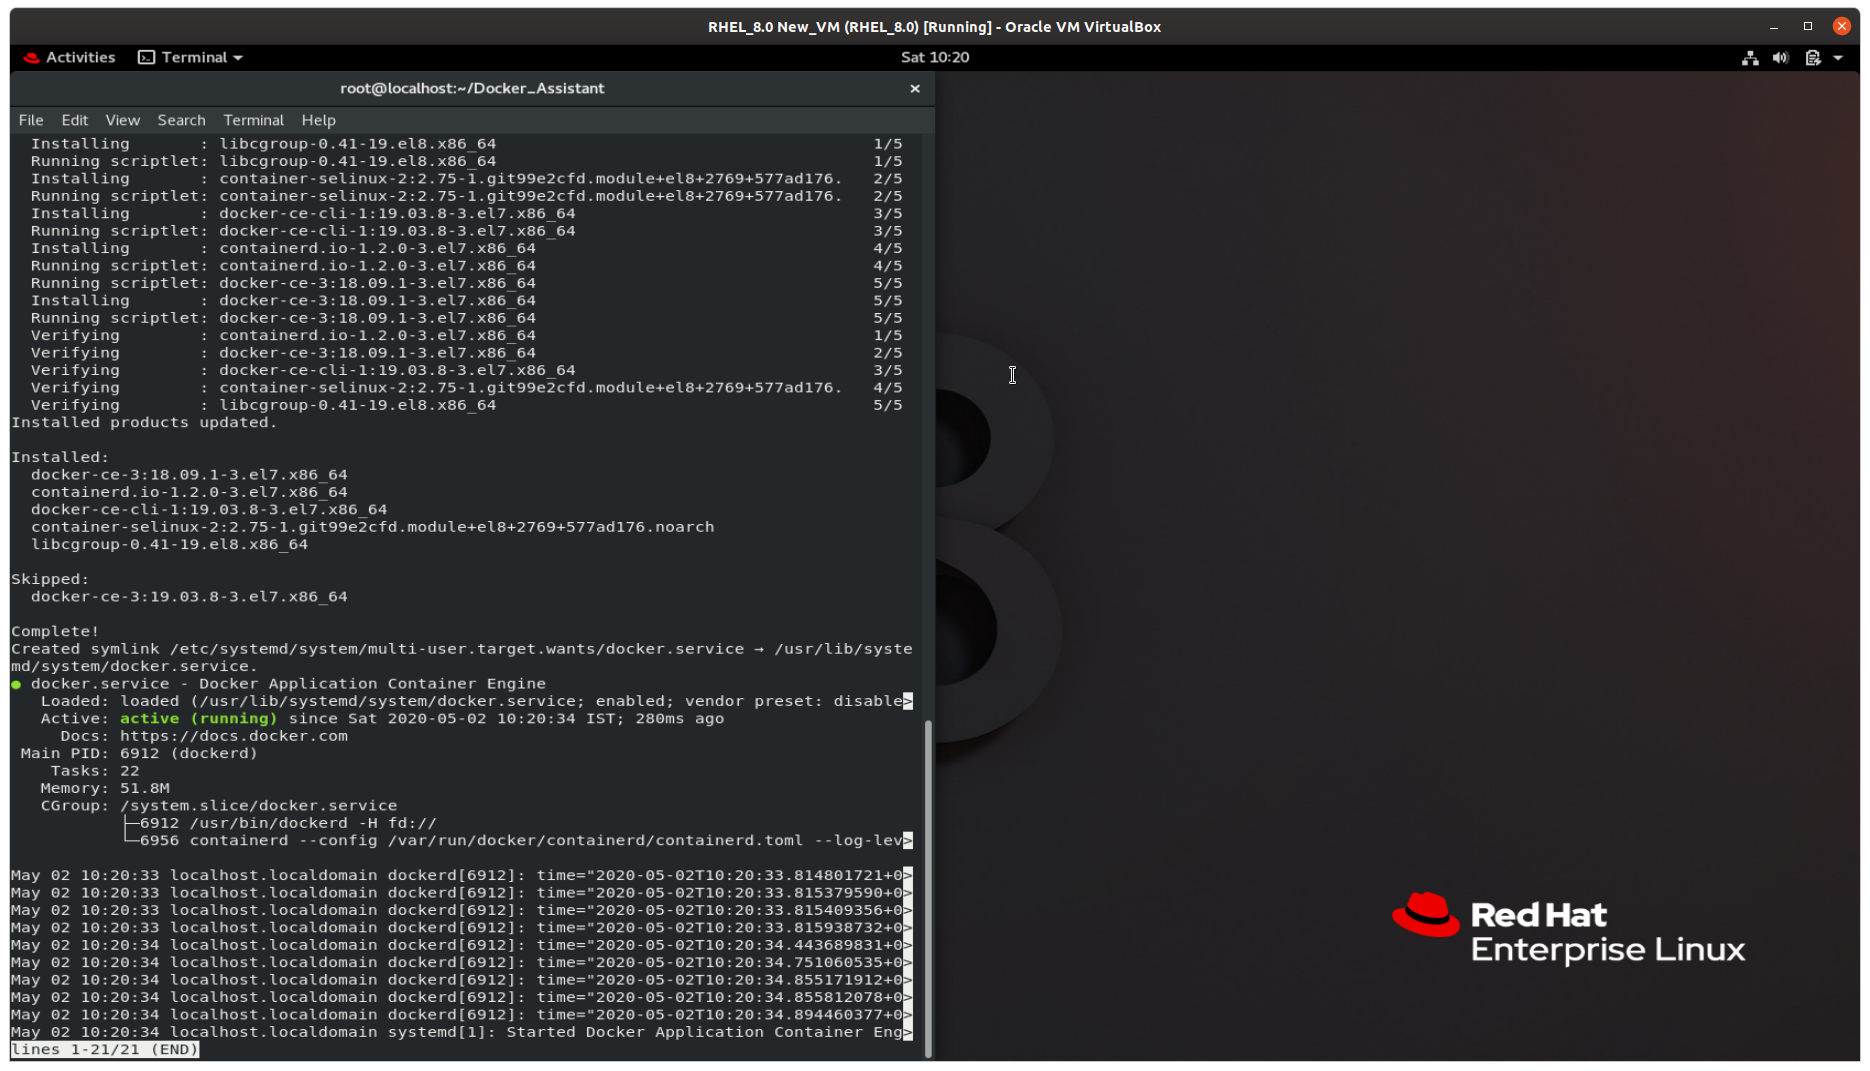 RHEL_8.0 New_VM (RHEL_8.0) [Running] - Oracle VM VirtualBox
Activities Terminal Sat 10:20
root@localhost:~/Docker_Assistant
File Edit View Search Terminal Help
Installing : libcgroup-0.41-19.el8.x86_64 1/5
Running scriptlet: libcgroup-0.41-19.el8.x86_64 1/5
Installing : container-selinux-2:2.75-1.git99e2cfd.module+el8+2769+577ad176. 2/5
Running scriptlet: container-selinux-2:2.75-1.git99e2cfd.module+el8+2769+577ad176. 2/5
Installing : docker-ce-cli-1:19.03.8-3.el7.x86_64 3/5
Running scriptlet: docker-ce-cli-1:19.03.8-3.el7.x86_64 3/5
Installing : containerd.io-1.2.0-3.el7.x86_64 4/5
Running scriptlet: containerd.io-1.2.0-3.el7.x86_64 4/5
Running scriptlet: docker-ce-3:18.09.1-3.el7.x86_64 5/5
Installing : docker-ce-3:18.09.1-3.el7.x86_64 5/5
Running scriptlet: docker-ce-3:18.09.1-3.el7.x86_64 5/5
Verifying : containerd.io-1.2.0-3.el7.x86_64 1/5
Verifying : docker-ce-3:18.09.1-3.el7.x86_64 2/5
Verifying : docker-ce-cli-1:19.03.8-3.el7.x86_64 3/5
Verifying : container-selinux-2:2.75-1.git99e2cfd.module+el8+2769+577ad176. 4/5
Verifying : libcgroup-0.41-19.el8.x86_64 5/5
Installed products updated.
Installed:
docker-ce-3:18.09.1-3.el7.x86_64
containerd.io-1.2.0-3.el7.x86_64
docker-ce-cli-1:19.03.8-3.el7.x86_64
container-selinux-2:2.75-1.git99e2cfd.module+el8+2769+577ad176.noarch
libcgroup-0.41-19.el8.x86_64
Skipped:
docker-ce-3:19.03.8-3.el7.x86_64
Complete!
Created symlink /etc/systemd/system/multi-user.target.wants/docker.service → /usr/lib/syste
md/system/docker.service.
● docker.service - Docker Application Container Engine
Loaded: loaded (/usr/lib/systemd/system/docker.service; enabled; vendor preset: disable>
Active: active (running) since Sat 2020-05-02 10:20:34 IST; 280ms ago
Docs: https://docs.docker.com
Main PID: 6912 (dockerd)
Tasks: 22
Memory: 51.8M
CGroup: /system.slice/docker.service
├─6912 /usr/bin/dockerd -H fd://
└─6956 containerd --config /var/run/docker/containerd/containerd.toml --log-lev>
May 02 10:20:33 localhost.localdomain dockerd[6912]: time="2020-05-02T10:20:33.814801721+0>
May 02 10:20:33 localhost.localdomain dockerd[6912]: time="2020-05-02T10:20:33.815379590+0>
May 02 10:20:33 localhost.localdomain dockerd[6912]: time="2020-05-02T10:20:33.815409356+0>
May 02 10:20:33 localhost.localdomain dockerd[6912]: time="2020-05-02T10:20:33.815938732+0>
May 02 10:20:34 localhost.localdomain dockerd[6912]: time="2020-05-02T10:20:34.443689831+0>
May 02 10:20:34 localhost.localdomain dockerd[6912]: time="2020-05-02T10:20:34.751060535+0>
May 02 10:20:34 localhost.localdomain dockerd[6912]: time="2020-05-02T10:20:34.855171912+0>
May 02 10:20:34 localhost.localdomain dockerd[6912]: time="2020-05-02T10:20:34.855812078+0>
May 02 10:20:34 localhost.localdomain dockerd[6912]: time="2020-05-02T10:20:34.894460377+0>
May 02 10:20:34 localhost.localdomain systemd[1]: Started Docker Application Container Eng>
lines 1-21/21 (END)
8
Red Hat
Enterprise Linux